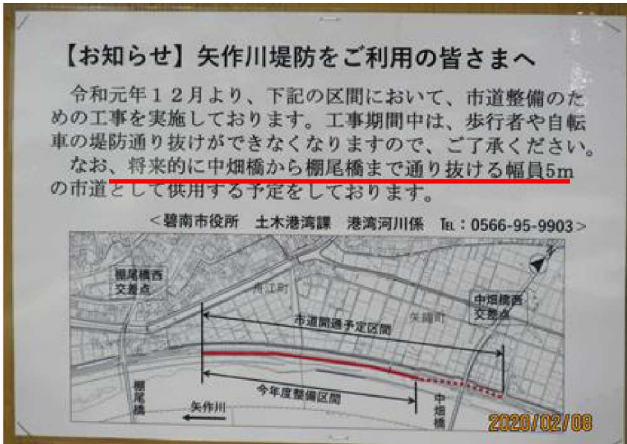 【お知らせ】矢作川堤防をご利用の皆さまへ
令和元年12月より、下記の区間において、市道整備のた
めの工事を実施しております。工事期間中は、歩行者や自転
車の堤防通り抜けができなくなりますので、ご了承ください。
なお、将来的に中畑橋から棚尾橋まで通り抜ける幅員5m
の市道として供用する予定をしております。
<碧南市役所 土木港湾課 港湾河川係 ℡:0566-95-9903>
棚尾橋西
交差点
中畑橋西
交差点
市道開通予定区間
今年度整備区間
棚尾橋
中畑橋
矢作川
2020/02/08